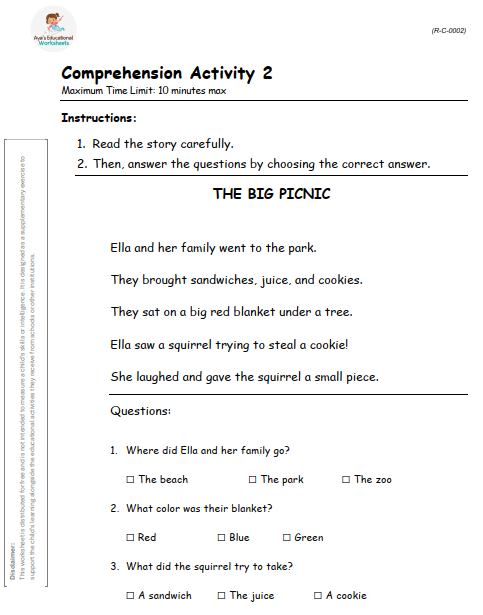 Aya's Educational
Worksheets
(R-C-0002)
Comprehension Activity 2
Maximum Time Limit: 10 minutes max
Instructions:
1. Read the story carefully.
2. Then, answer the questions by choosing the correct answer.
THE BIG PICNIC
Ella and her family went to the park.
They brought sandwiches, juice, and cookies.
They sat on a big red blanket under a tree.
Ella saw a squirrel trying to steal a cookie!
She laughed and gave the squirrel a small piece.
Questions:
1. Where did Ella and her family go?
☐ The beach ☐ The park ☐ The zoo
2. What color was their blanket?
☐ Red ☐ Blue ☐ Green
3. What did the squirrel try to take?
☐ A sandwich ☐ The juice ☐ A cookie
Disclaimer:
This worksheet is distributed for free and is not intended to measure a child's skills or intelligence. It is designed as a supplementary exercise to
support the child's learning alongside the educational activities they receive from schools or other institutions.